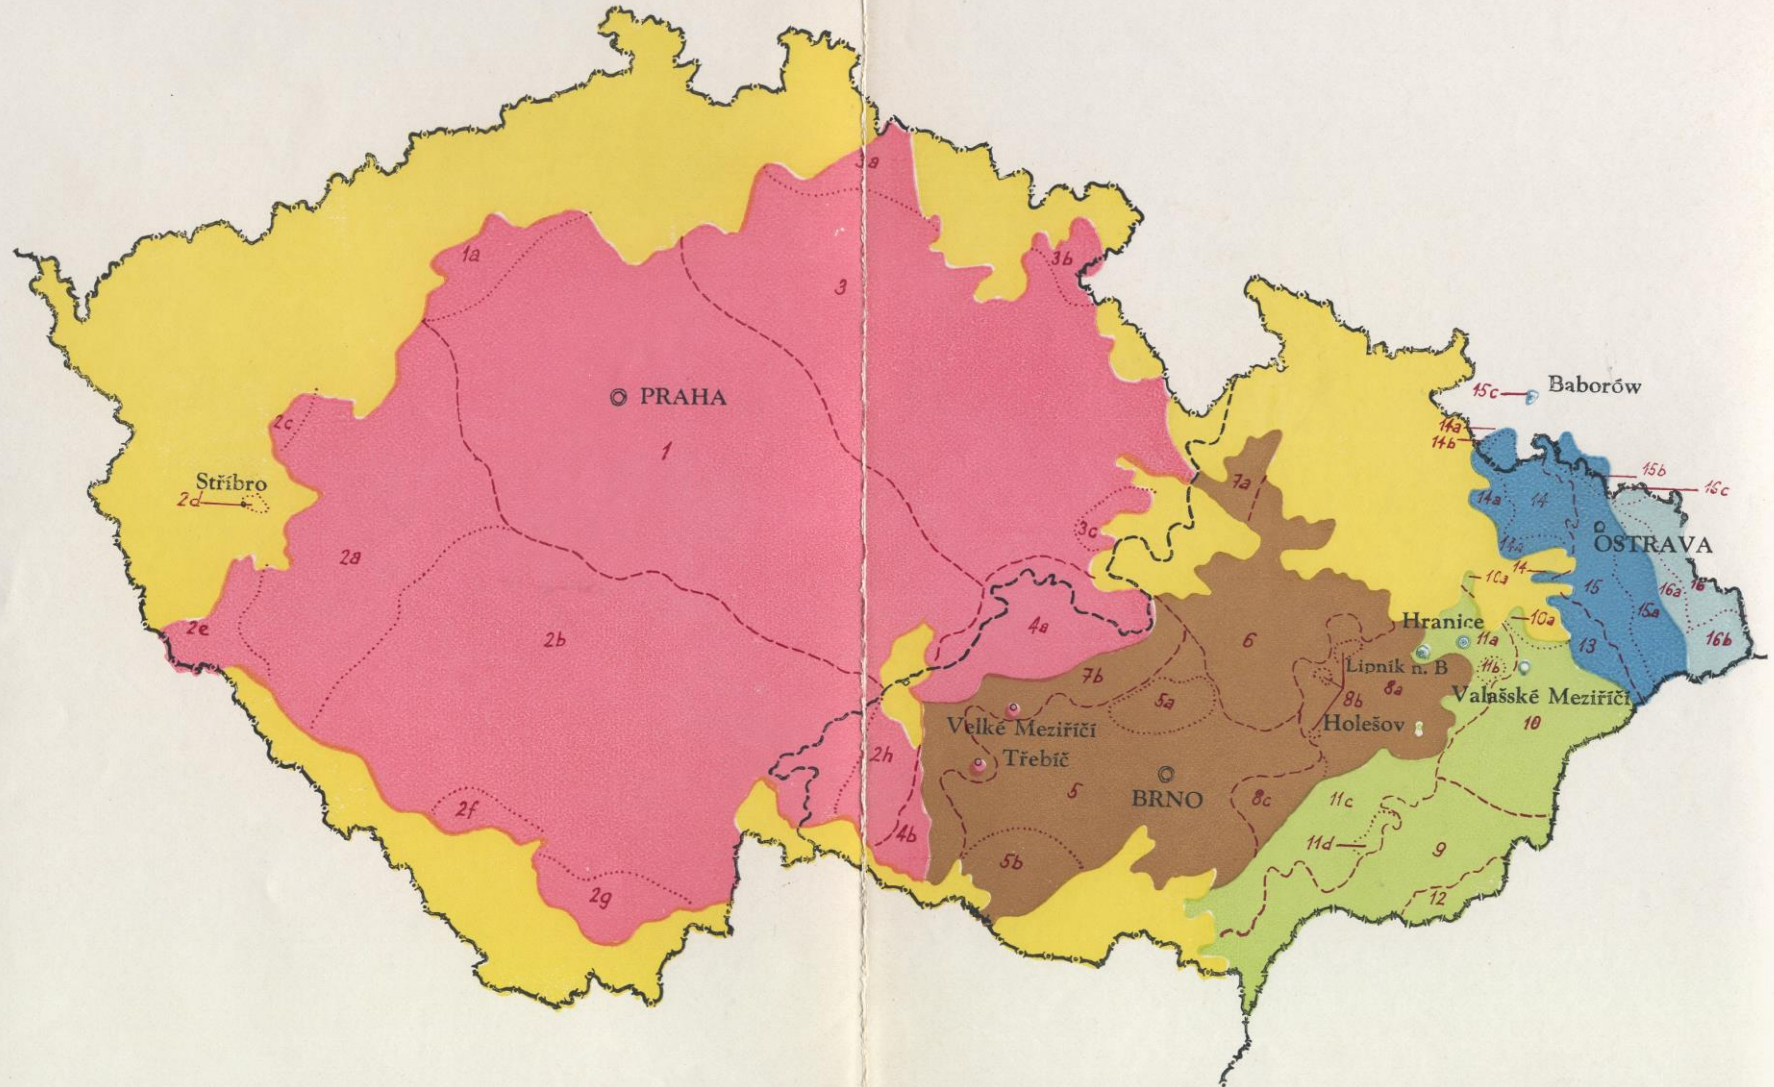 3a
1a
3b
3
15c
Baborów
PRAHA
14a
14b
2c
1
15b
Stříbro
7a
16c
2d
14a
14
3c
OSTRAVA
2a
14a
14
10a
15
16a
16
2e
4a
10a
15a
2b
6
Hranice
11a
13
16b
7b
Lipník n. B
11b
5a
8b
8a
Valašské Meziříčí
Velké Meziříčí
Holešov
10
2h
Třebíč
5
BRNO
8c
11c
2f
4b
11d
9
5b
2g
12